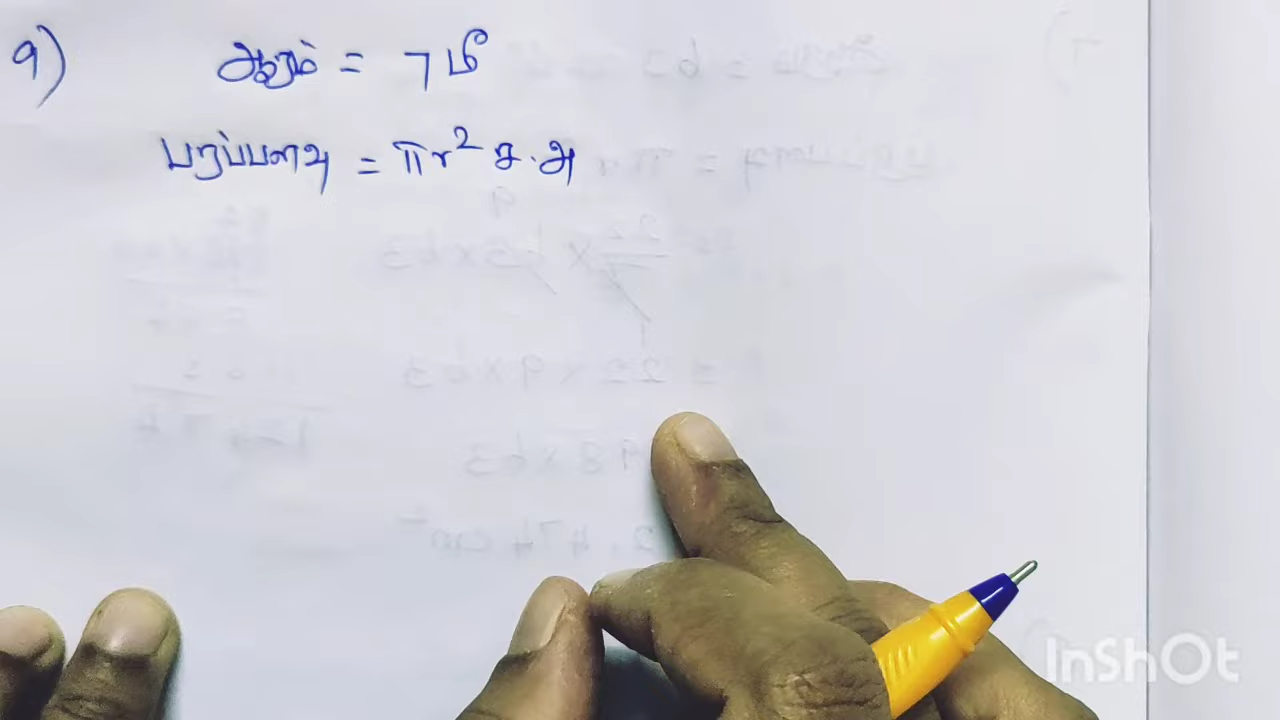 9) ஆரம் = 7 மீ
பரப்பளவு = πr² ச.அ
InShOt